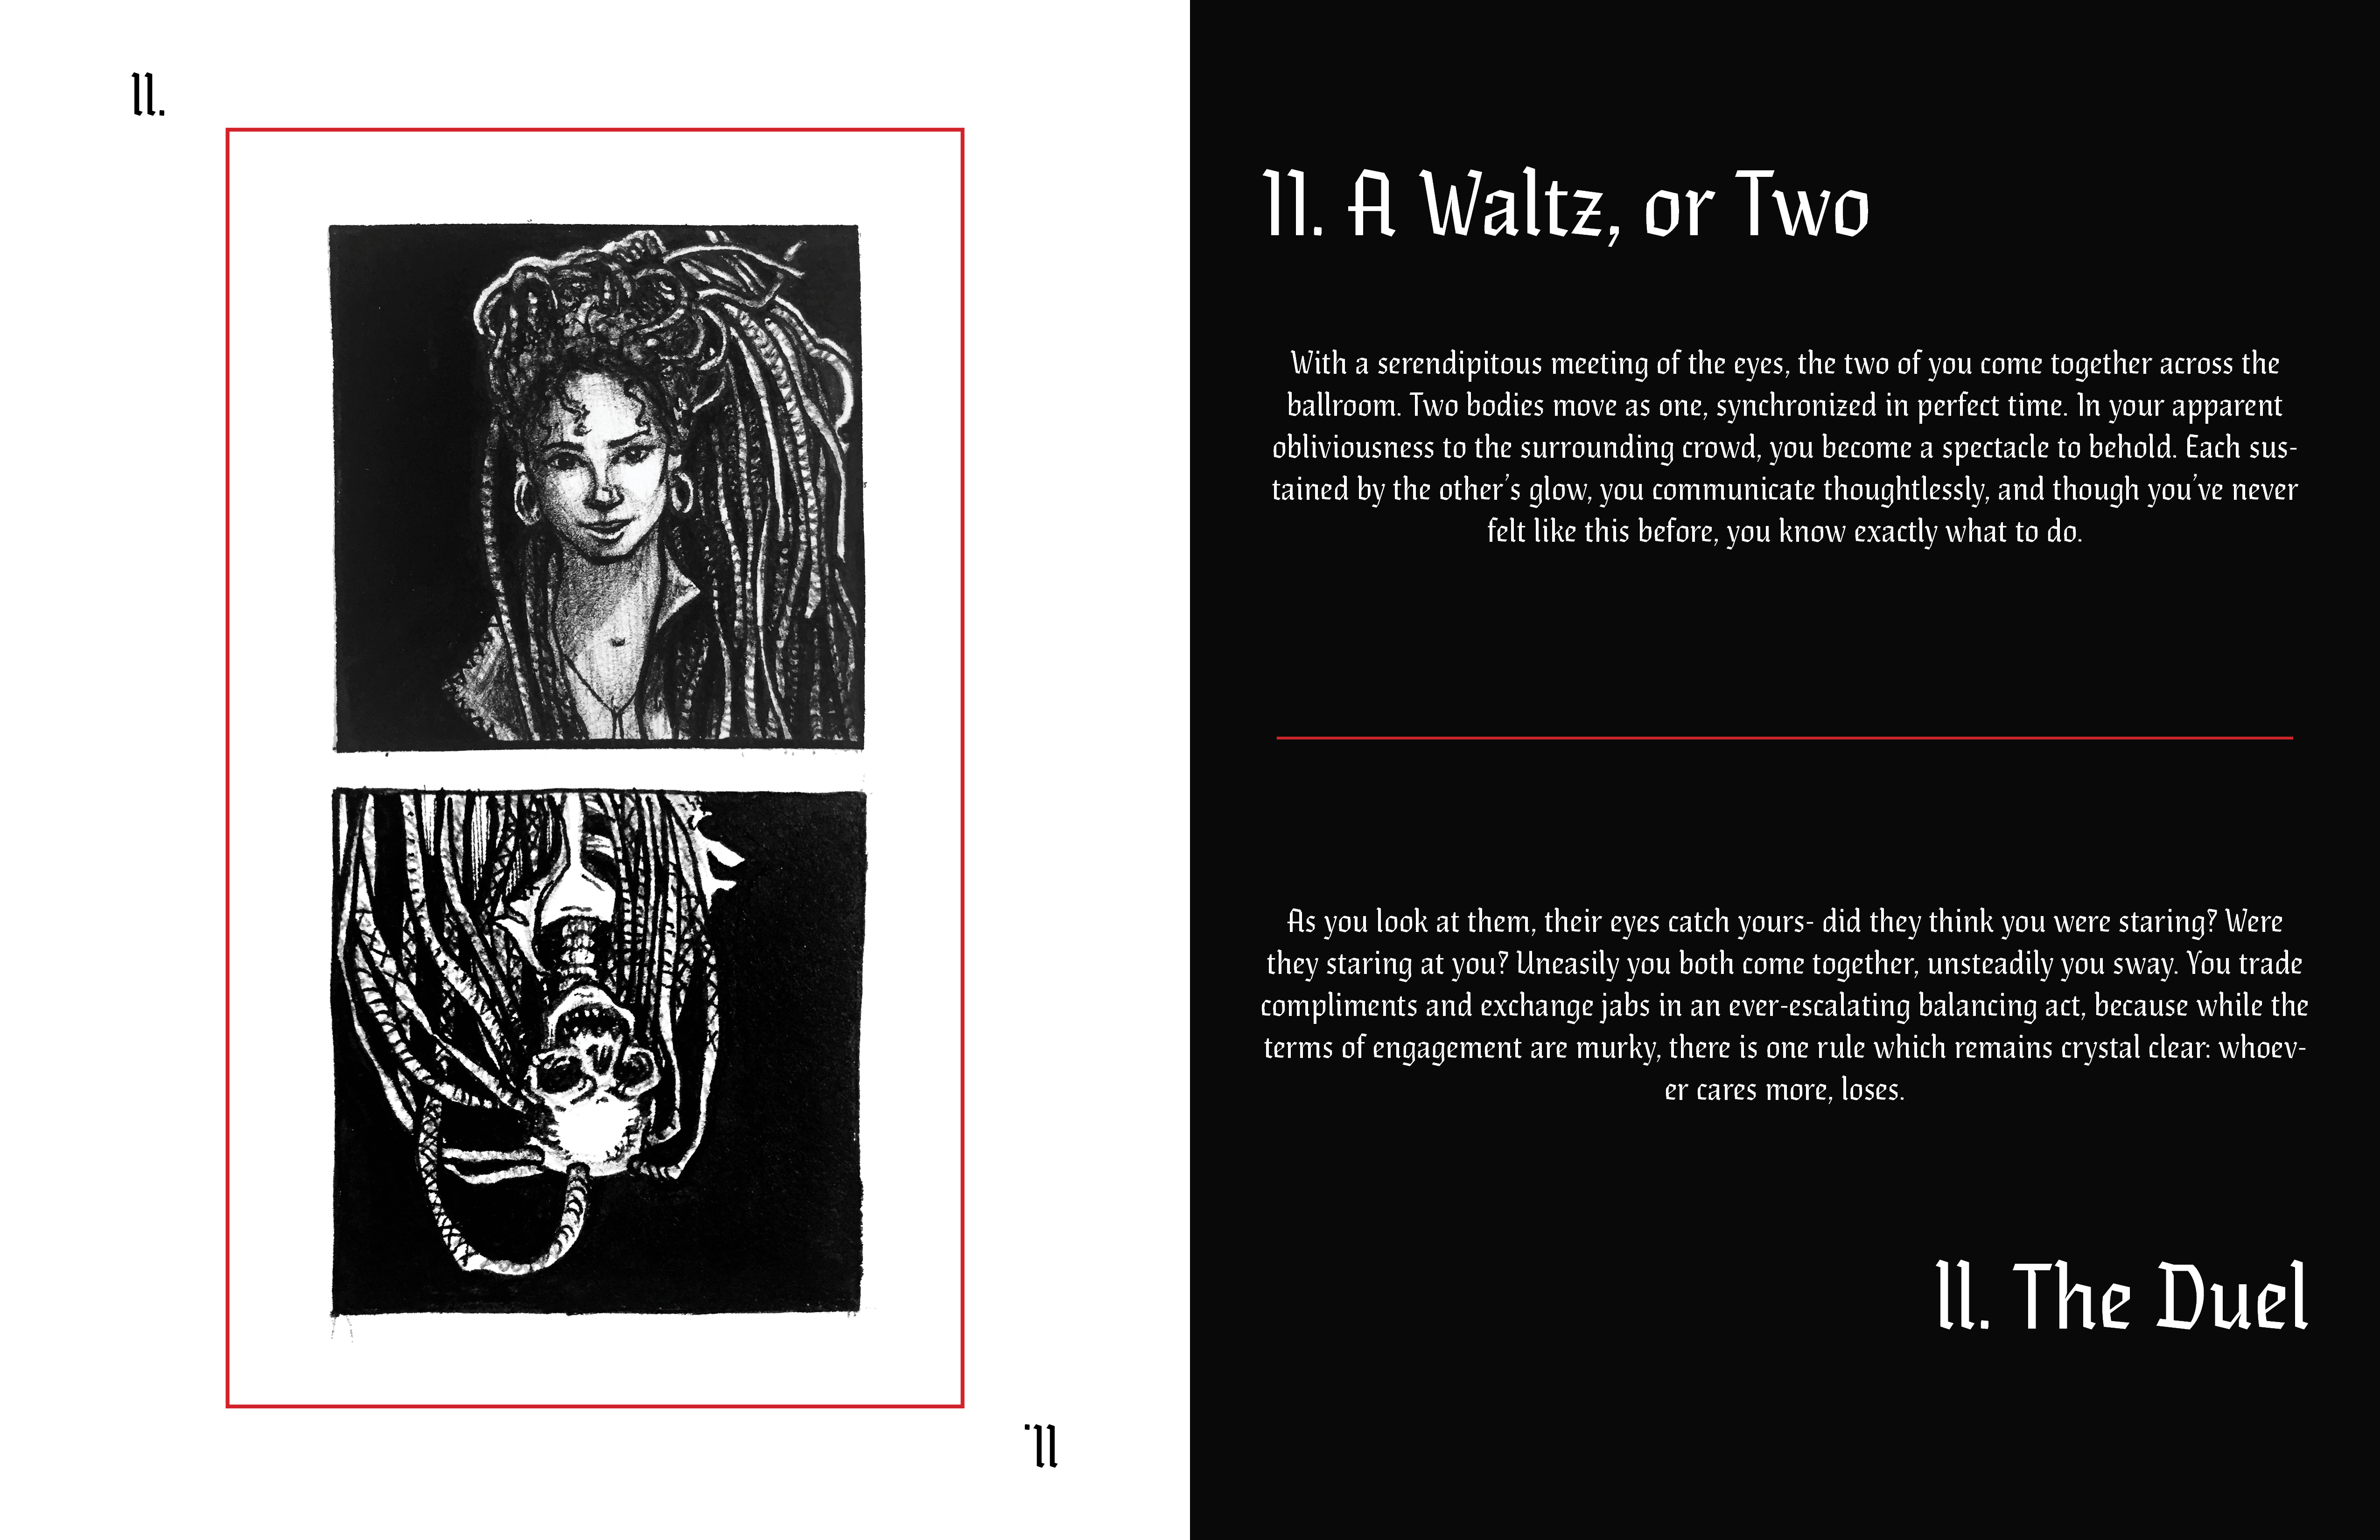 II.
II. A Waltz, or Two
With a serendipitous meeting of the eyes, the two of you come together across the
ballroom. Two bodies move as one, synchronized in perfect time. In your apparent
obliviousness to the surrounding crowd, you become a spectacle to behold. Each sus-
tained by the other's glow, you communicate thoughtlessly, and though you've never
felt like this before, you know exactly what to do.
As you look at them, their eyes catch yours- did they think you were staring? Were
they staring at you? Uneasily you both come together, unsteadily you sway. You trade
compliments and exchange jabs in an ever-escalating balancing act, because while the
terms of engagement are murky, there is one rule which remains crystal clear: whoev-
er cares more, loses.
II. The Duel
II.